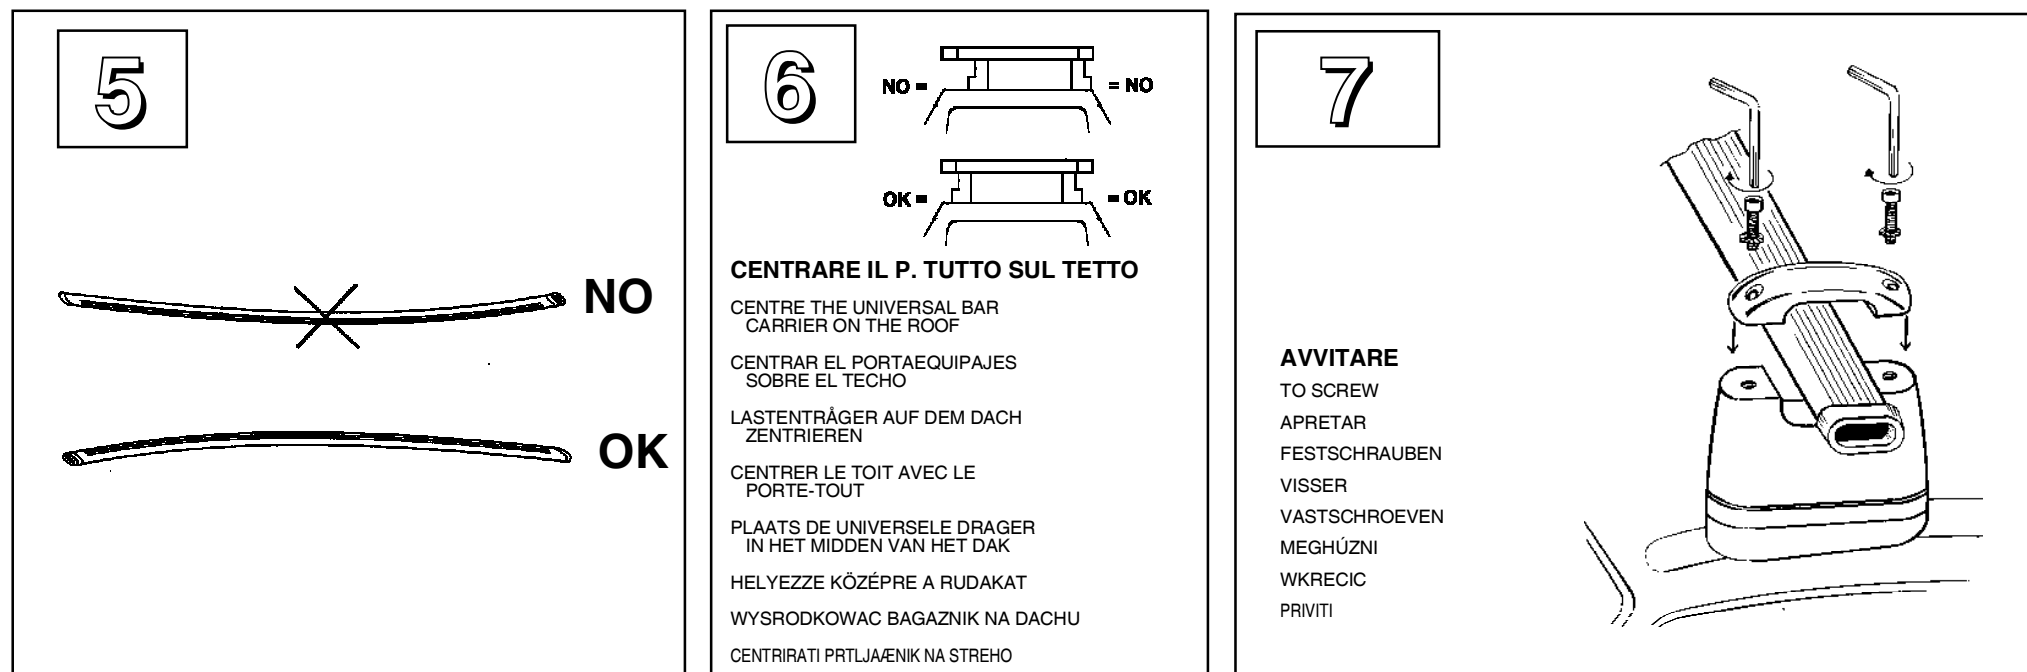 5
NO
OK
6
NO = = NO
OK = = OK
CENTRARE IL P. TUTTO SUL TETTO
CENTRE THE UNIVERSAL BAR
CARRIER ON THE ROOF
CENTRAR EL PORTAEQUIPAJES
SOBRE EL TECHO
LASTENTRÅGER AUF DEM DACH
ZENTRIEREN
CENTRER LE TOIT AVEC LE
PORTE-TOUT
PLAATS DE UNIVERSELE DRAGER
IN HET MIDDEN VAN HET DAK
HELYEZZE KÖZÉPRE A RUDAKAT
WYSRODKOWAC BAGAZNIK NA DACHU
CENTRIRATI PRTLJAÆNIK NA STREHO
7
AVVITARE
TO SCREW
APRETAR
FESTSCHRAUBEN
VISSER
VASTSCHROEVEN
MEGHÚZNI
WKRECIC
PRIVITI